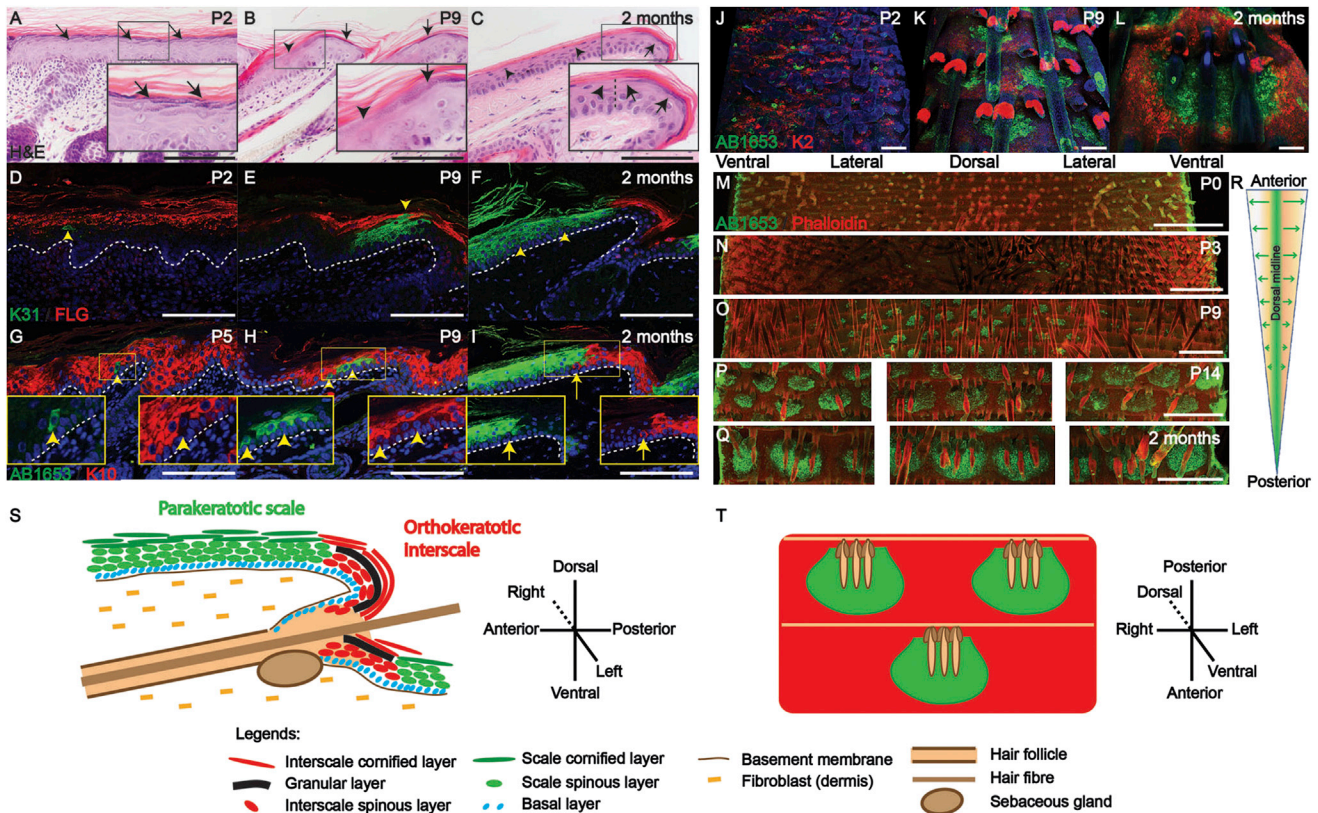 A
P2
B
P9
C
2 months
H&E
D
P2
E
P9
F
2 months
K31 / FLG
G
P5
H
P9
I
2 months
AB1653 / K10
J
P2
K
P9
L
2 months
AB1653 / K2
Ventral Lateral Dorsal Lateral Ventral
M
P0
AB1653 / Phalloidin
N
P3
O
P9
P
P14
Q
2 months
R
Anterior
Dorsal midline
Posterior
S
Parakeratotic scale
Orthokeratotic
Interscale
Dorsal
Right
Anterior
Posterior
Left
Ventral
T
Posterior
Dorsal
Right
Left
Ventral
Anterior
Legends:
Interscale cornified layer
Granular layer
Interscale spinous layer
Scale cornified layer
Scale spinous layer
Basal layer
Basement membrane
Fibroblast (dermis)
Hair follicle
Hair fibre
Sebaceous gland